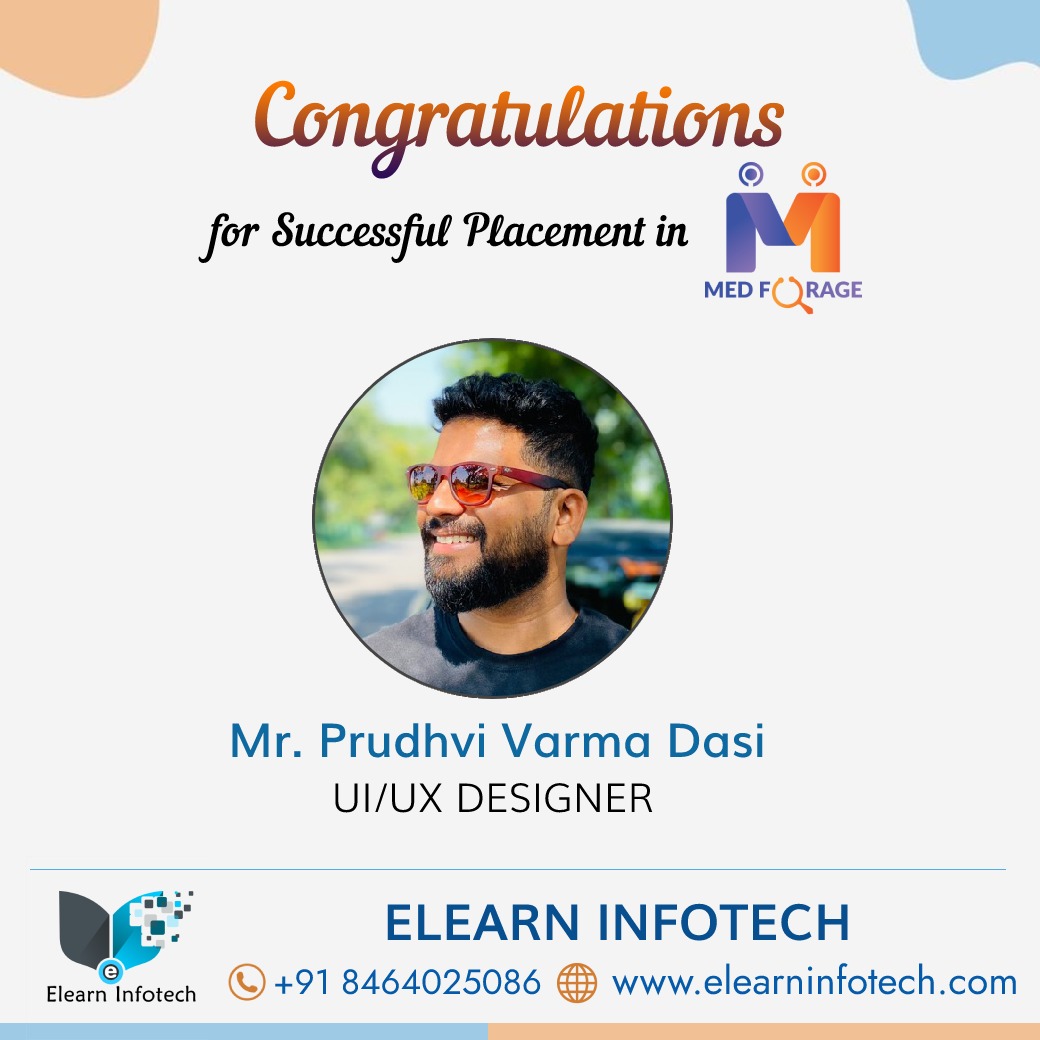 Congratulations
for Successful Placement in
MED FORAGE
Mr. Prudhvi Varma Dasi
UI/UX DESIGNER
e
Elearn Infotech
ELEARN INFOTECH
+91 8464025086 www.elearninfotech.com